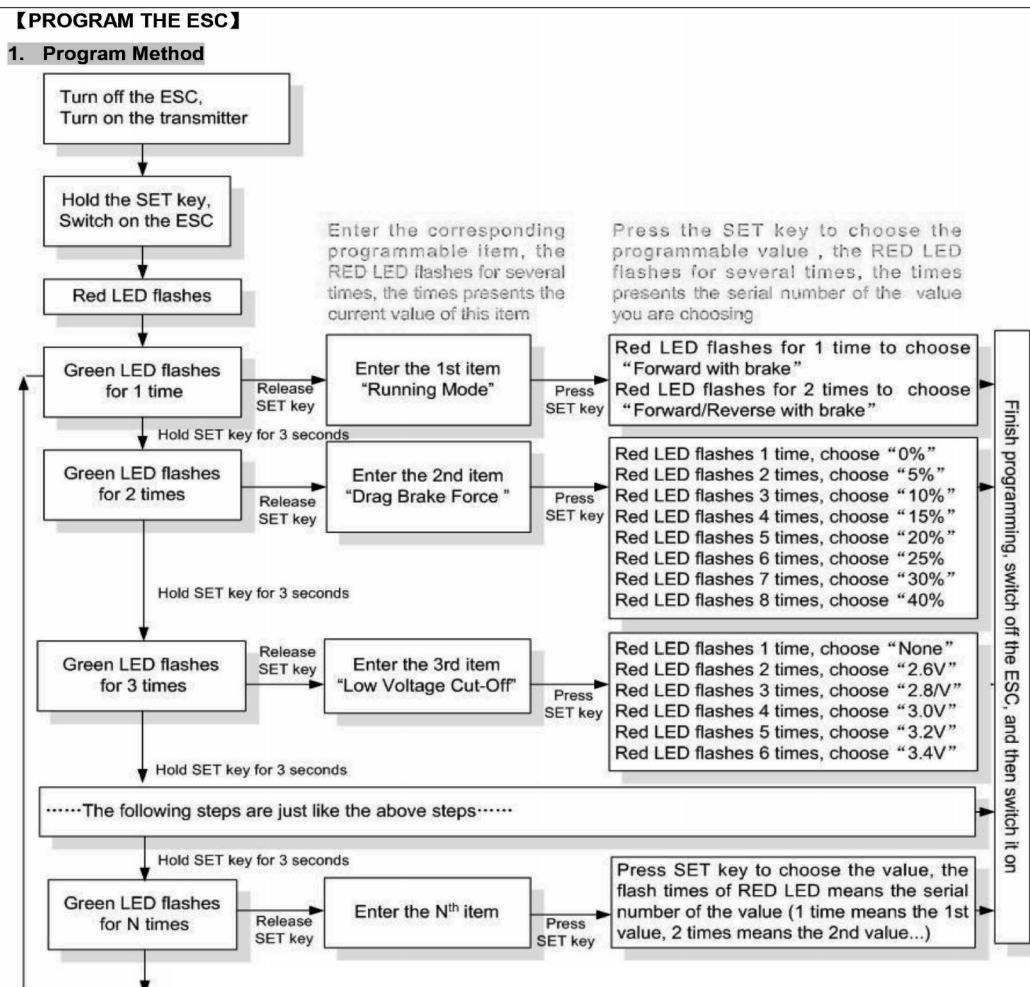 【PROGRAM THE ESC】
1. Program Method
Turn off the ESC,
Turn on the transmitter
Hold the SET key,
Switch on the ESC
Red LED flashes
Enter the corresponding
programmable item, the
RED LED flashes for several
times, the times presents the
current value of this item
Press the SET key to choose the
programmable value , the RED LED
flashes for several times, the times
presents the serial number of the value
you are choosing
Green LED flashes
for 1 time
Release
SET key
Enter the 1st item
“Running Mode”
Press
SET key
Red LED flashes for 1 time to choose
“Forward with brake”
Red LED flashes for 2 times to choose
“Forward/Reverse with brake”
Hold SET key for 3 seconds
Green LED flashes
for 2 times
Release
SET key
Enter the 2nd item
“Drag Brake Force ”
Press
SET key
Red LED flashes 1 time, choose “0%”
Red LED flashes 2 times, choose “5%”
Red LED flashes 3 times, choose “10%”
Red LED flashes 4 times, choose “15%”
Red LED flashes 5 times, choose “20%”
Red LED flashes 6 times, choose “25%
Red LED flashes 7 times, choose “30%”
Red LED flashes 8 times, choose “40%
Hold SET key for 3 seconds
Green LED flashes
for 3 times
Release
SET key
Enter the 3rd item
“Low Voltage Cut-Off”
Press
SET key
Red LED flashes 1 time, choose “None”
Red LED flashes 2 times, choose “2.6V”
Red LED flashes 3 times, choose “2.8/V”
Red LED flashes 4 times, choose “3.0V”
Red LED flashes 5 times, choose “3.2V”
Red LED flashes 6 times, choose “3.4V”
Hold SET key for 3 seconds
······The following steps are just like the above steps······
Hold SET key for 3 seconds
Green LED flashes
for N times
Release
SET key
Enter the Nth item
Press
SET key
Press SET key to choose the value, the
flash times of RED LED means the serial
number of the value (1 time means the 1st
value, 2 times means the 2nd value...)
Finish programming, switch off the ESC, and then switch it on